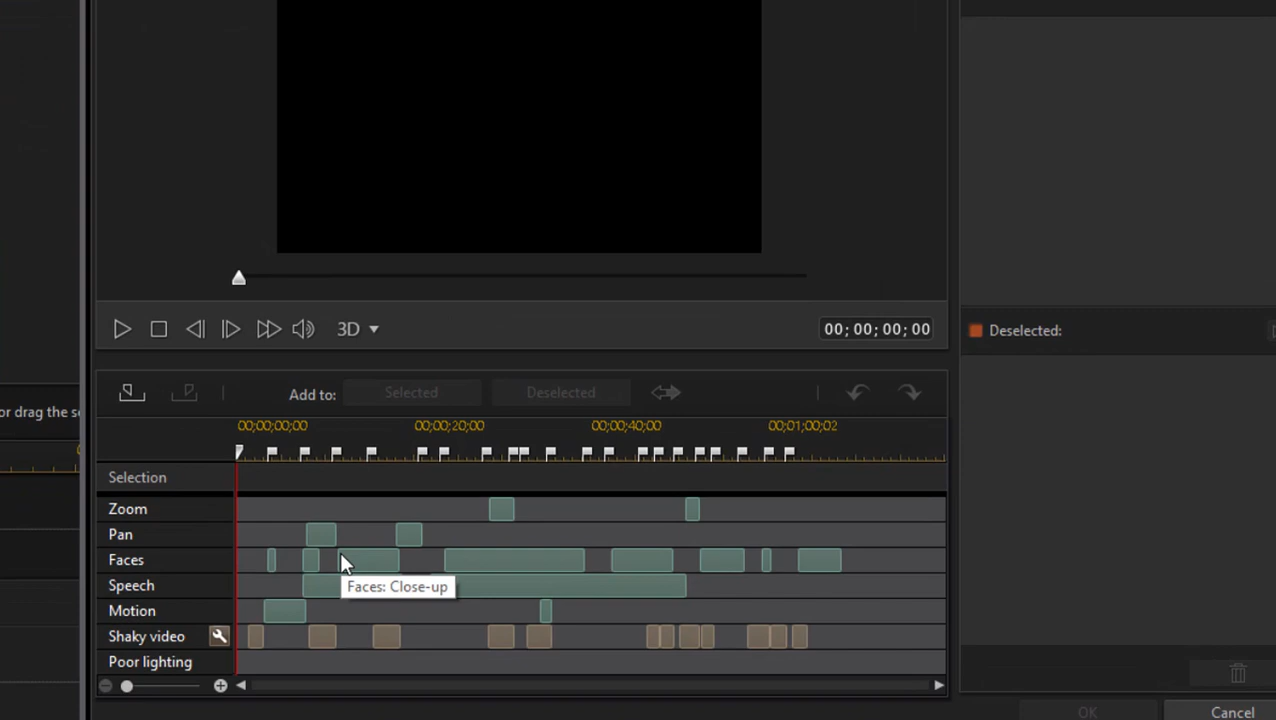 3D
00; 00; 00; 00
Deselected:
or drag the s
Add to:
Selected
Deselected
00;00;00;00
00;00;20;00
00;00;40;00
00;01;00;02
Selection
Zoom
Pan
Faces
Faces: Close-up
Speech
Motion
Shaky video
Poor lighting
OK
Cancel